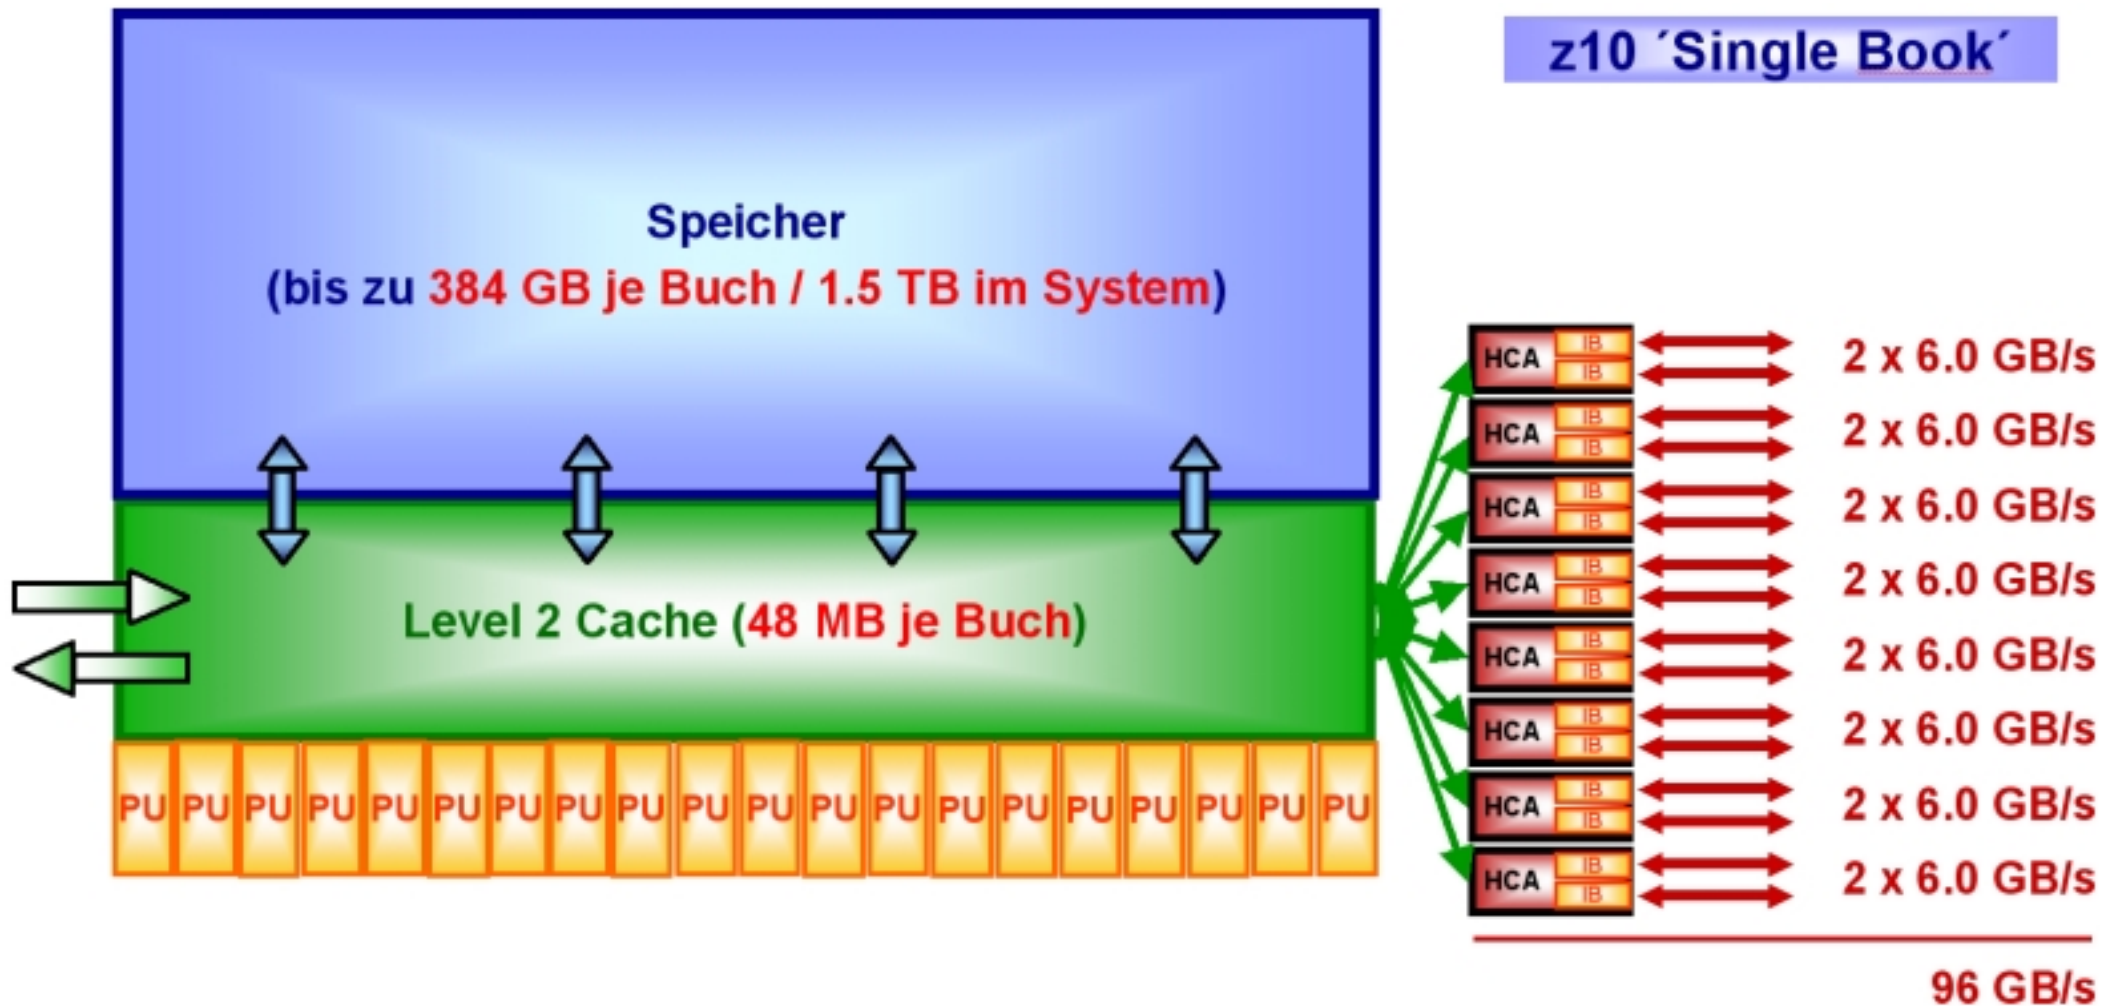 z10 ´Single Book´
Speicher
(bis zu 384 GB je Buch / 1.5 TB im System)
Level 2 Cache (48 MB je Buch)
PU PU PU PU PU PU PU PU PU PU PU PU PU PU PU PU PU PU PU PU
HCA IB 2 x 6.0 GB/s
IB
HCA IB 2 x 6.0 GB/s
IB
HCA IB 2 x 6.0 GB/s
IB
HCA IB 2 x 6.0 GB/s
IB
HCA IB 2 x 6.0 GB/s
IB
HCA IB 2 x 6.0 GB/s
IB
HCA IB 2 x 6.0 GB/s
IB
HCA IB 2 x 6.0 GB/s
IB
96 GB/s